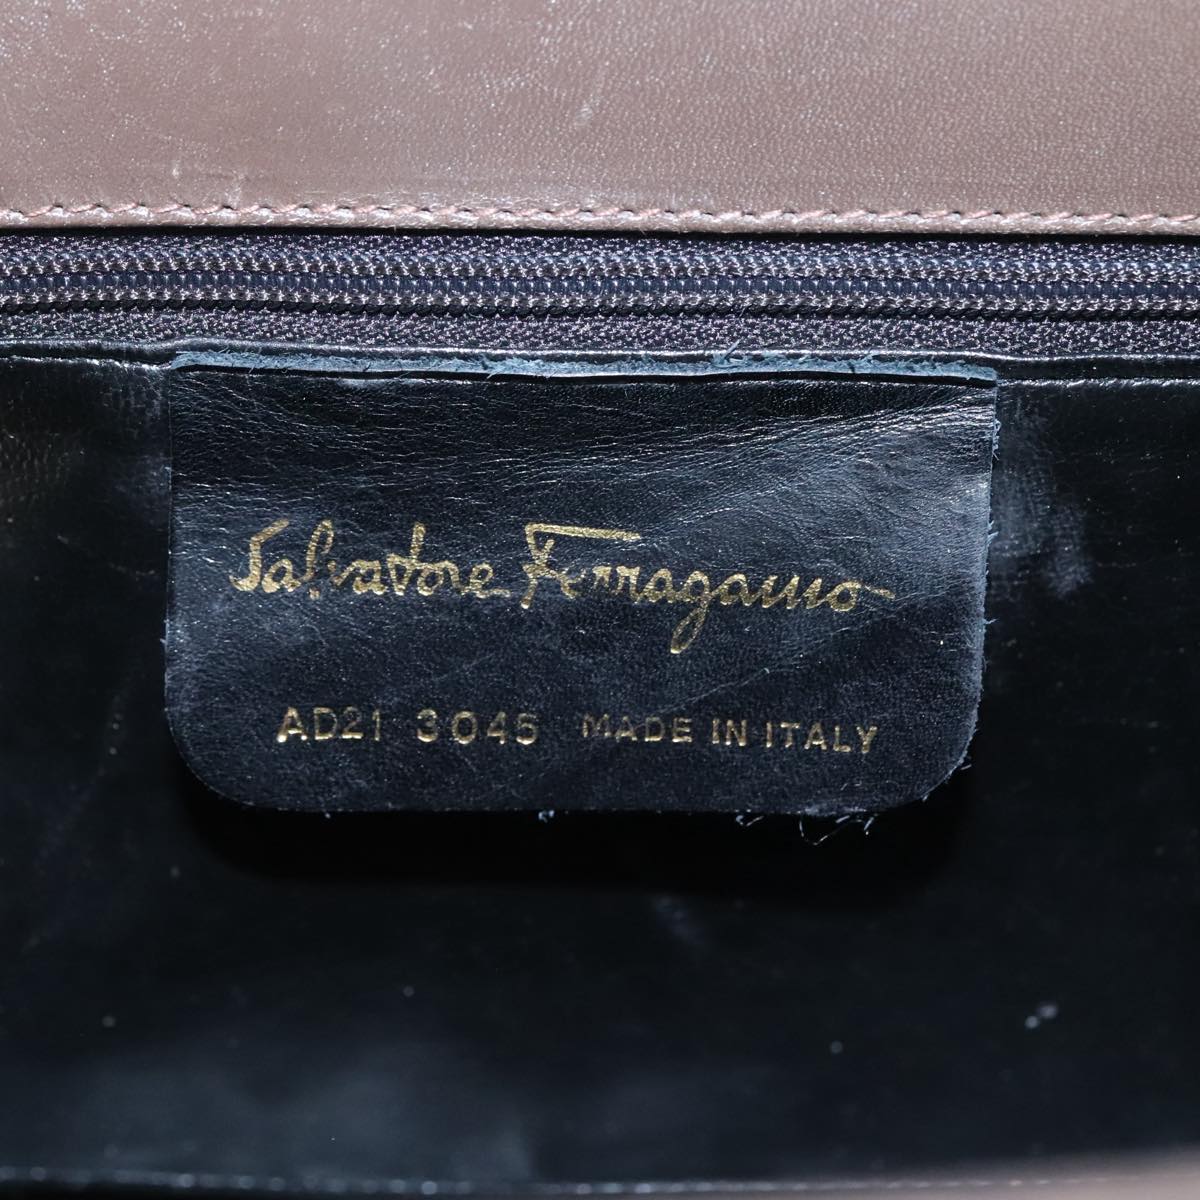 Salvatore Ferragamo
AD21 3045 MADE IN ITALY